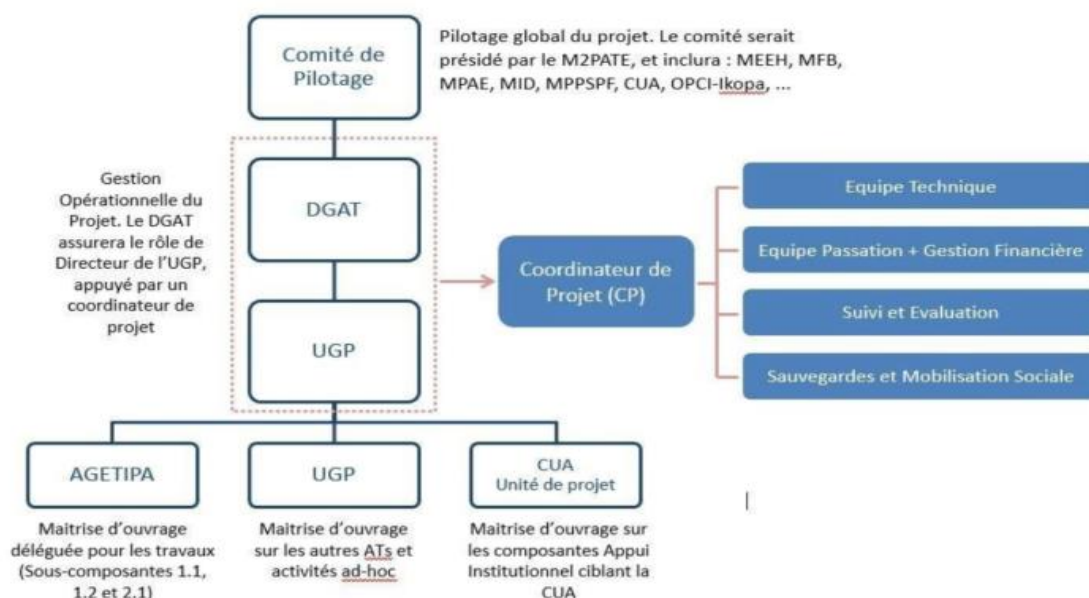 Comité de
Pilotage
Pilotage global du projet. Le comité serait
présidé par le M2PATE, et inclura : MEEH, MFB,
MPAE, MID, MPPSPF, CUA, OPCI-Ikopa, ...
Gestion
Opérationnelle du
Projet. Le DGAT
assurera le rôle de
Directeur de l'UGP,
appuyé par un
coordinateur de
projet
DGAT
UGP
Coordinateur de
Projet (CP)
Equipe Technique
Equipe Passation + Gestion Financière
Suivi et Evaluation
Sauvegardes et Mobilisation Sociale
AGETIPA
Maitrise d'ouvrage
déléguée pour les travaux
(Sous-composantes 1.1,
1.2 et 2.1)
UGP
Maitrise d'ouvrage
sur les autres ATs et
activités ad-hoc
CUA
Unité de projet
Maitrise d'ouvrage sur
les composantes Appui
Institutionnel ciblant la
CUA